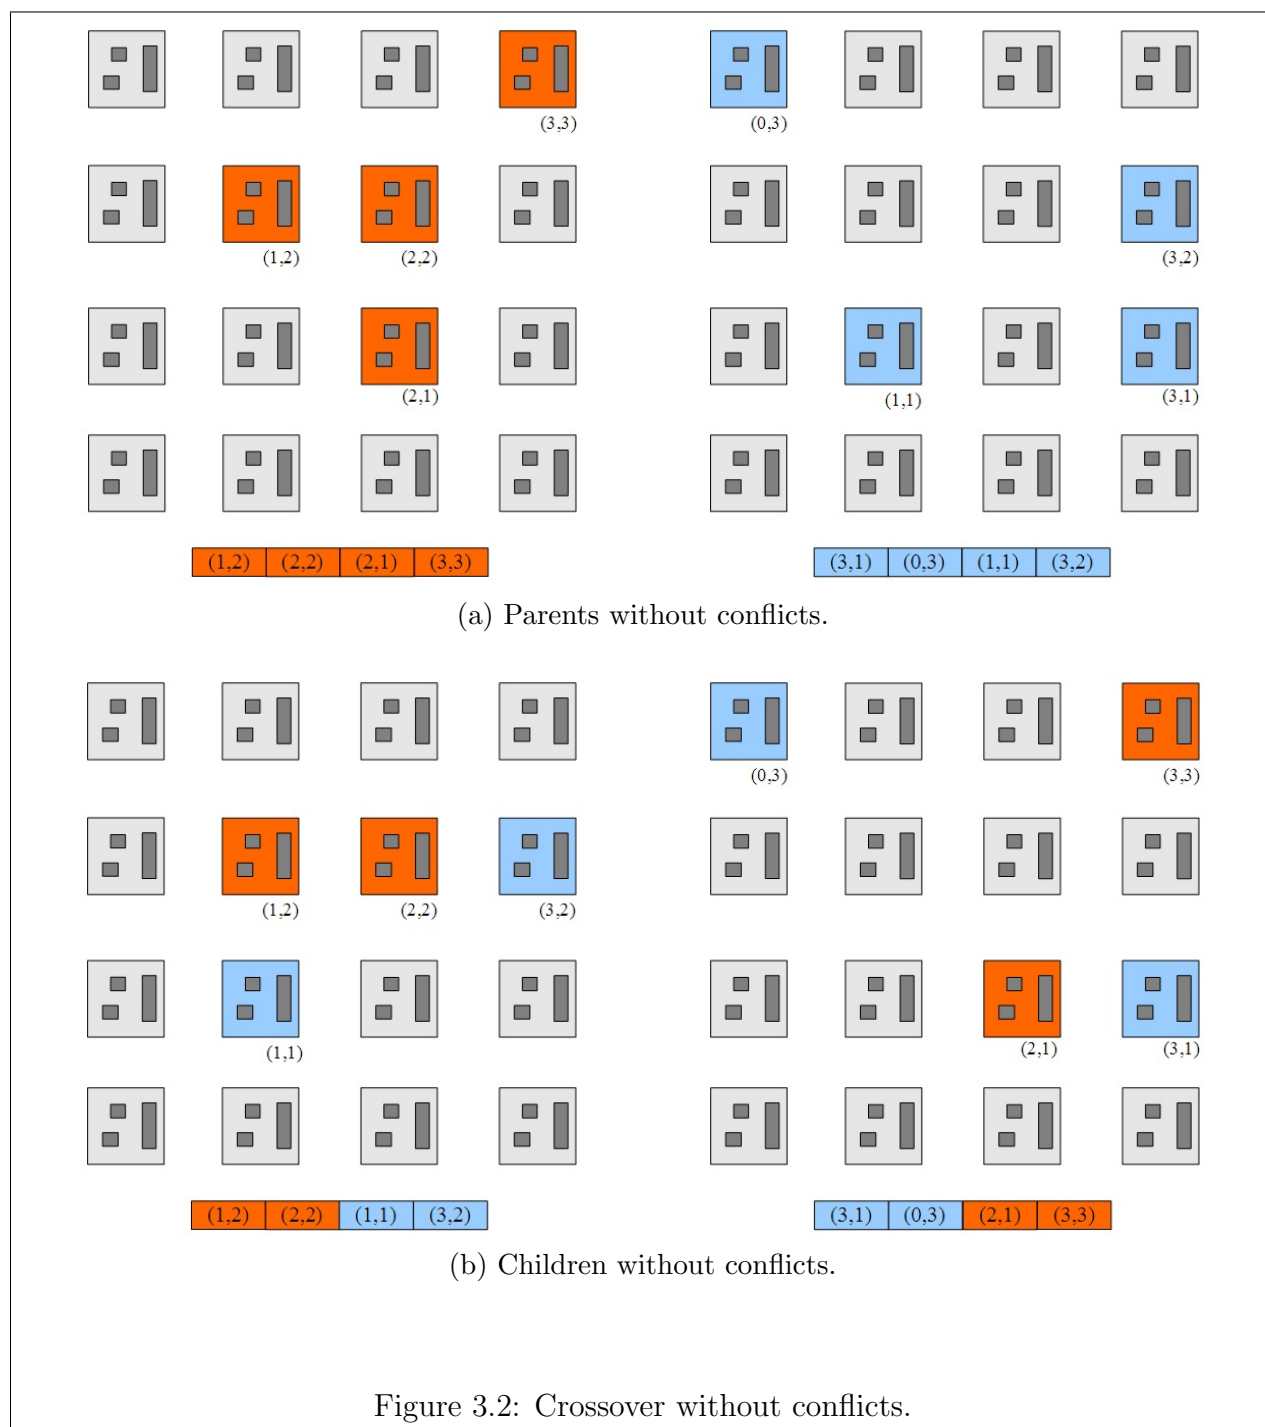 (3,3) (0,3)
(1,2) (2,2) (3,2)
(2,1) (1,1) (3,1)
(1,2) (2,2) (2,1) (3,3) (3,1) (0,3) (1,1) (3,2)
(a) Parents without conflicts.
(0,3) (3,3)
(1,2) (2,2) (3,2)
(1,1) (2,1) (3,1)
(1,2) (2,2) (1,1) (3,2) (3,1) (0,3) (2,1) (3,3)
(b) Children without conflicts.
Figure 3.2: Crossover without conflicts.